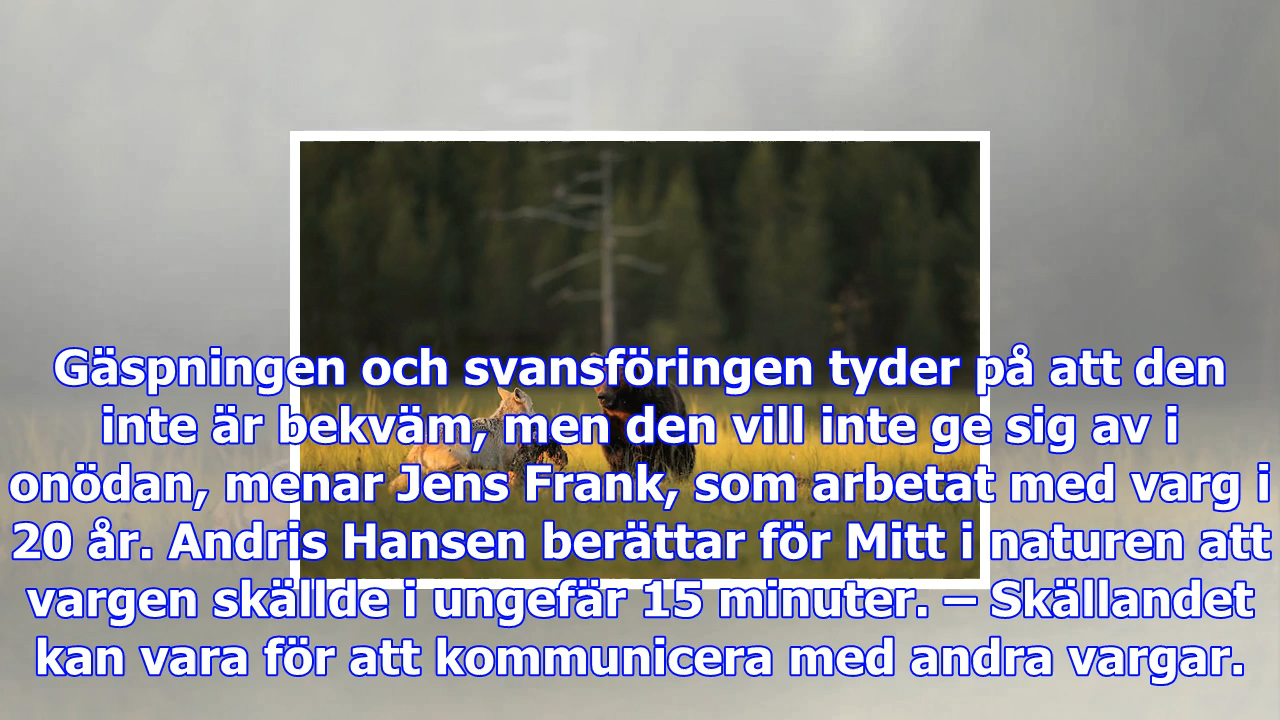 Gäspningen och svansföringen tyder på att den
inte är bekväm, men den vill inte ge sig av i
onödan, menar Jens Frank, som arbetat med varg i
20 år. Andris Hansen berättar för Mitt i naturen att
vargen skällde i ungefär 15 minuter. – Skällandet
kan vara för att kommunicera med andra vargar.